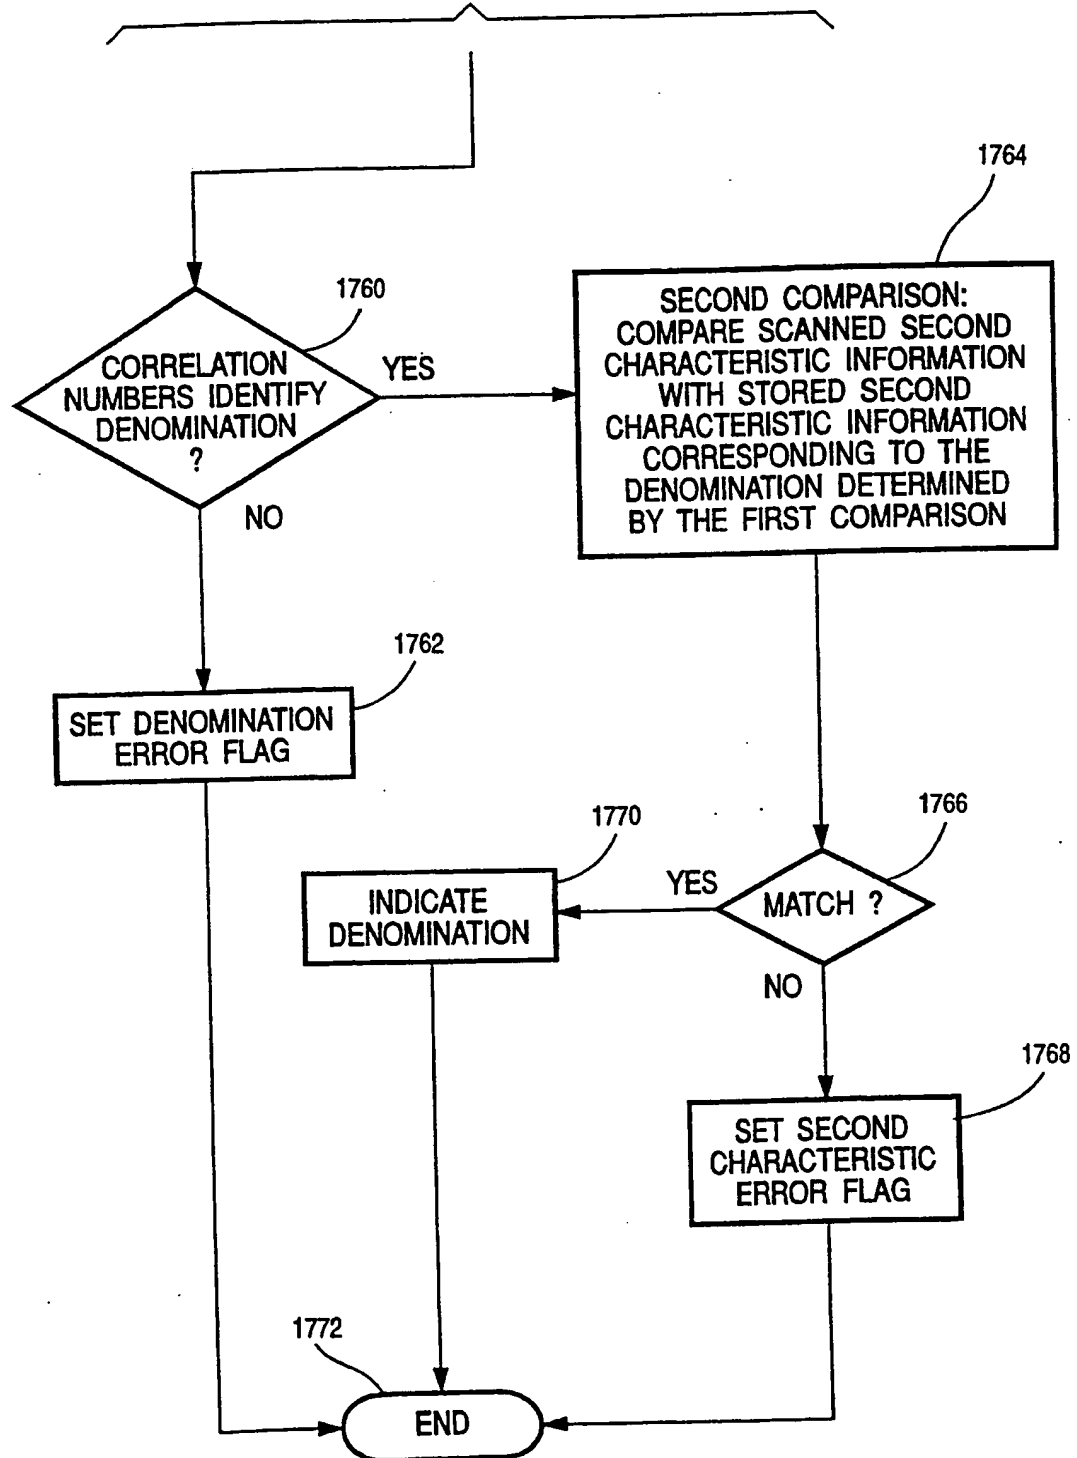 1764
1760
CORRELATION
NUMBERS IDENTIFY
DENOMINATION
?
YES
NO
SECOND COMPARISON:
COMPARE SCANNED SECOND
CHARACTERISTIC INFORMATION
WITH STORED SECOND
CHARACTERISTIC INFORMATION
CORRESPONDING TO THE
DENOMINATION DETERMINED
BY THE FIRST COMPARISON
1762
SET DENOMINATION
ERROR FLAG
1770
INDICATE
DENOMINATION
1766
YES
MATCH ?
NO
1768
SET SECOND
CHARACTERISTIC
ERROR FLAG
1772
END